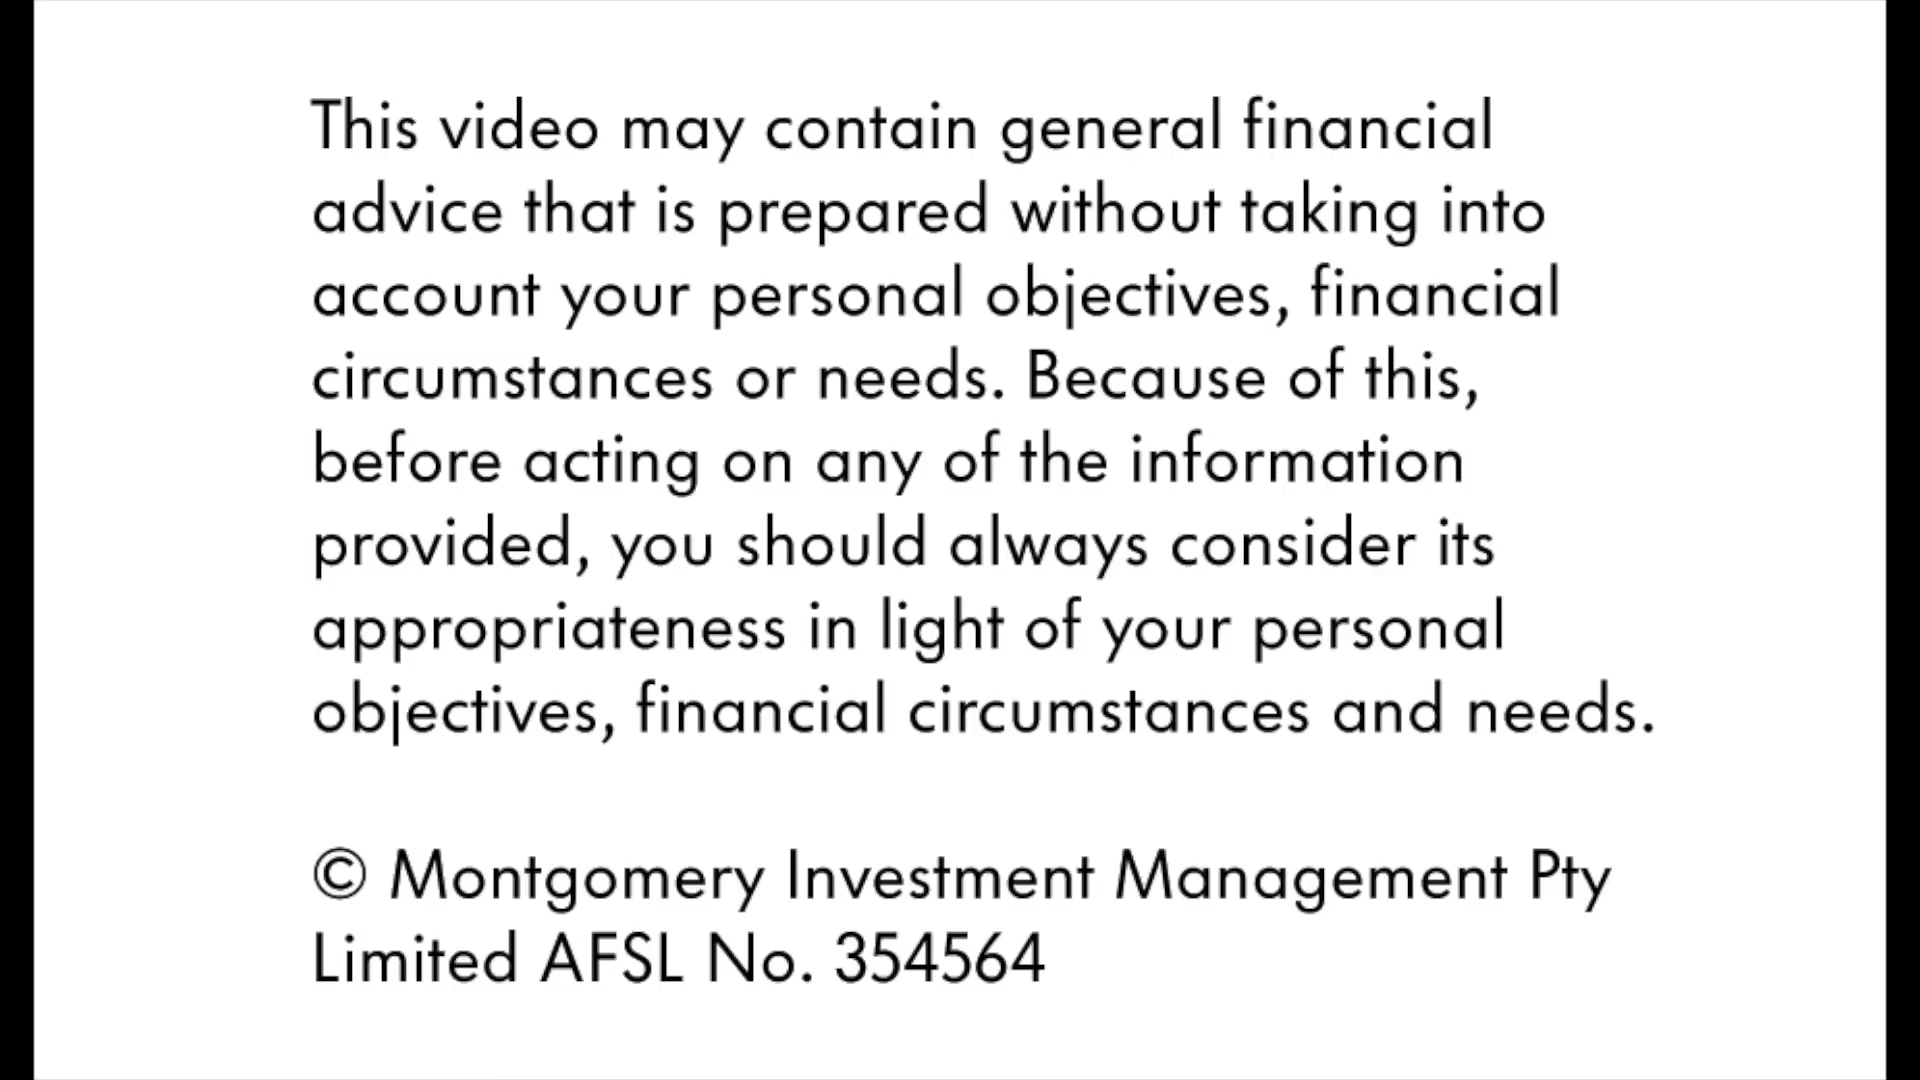 This video may contain general financial
advice that is prepared without taking into
account your personal objectives, financial
circumstances or needs. Because of this,
before acting on any of the information
provided, you should always consider its
appropriateness in light of your personal
objectives, financial circumstances and needs.
© Montgomery Investment Management Pty
Limited AFSL No. 354564